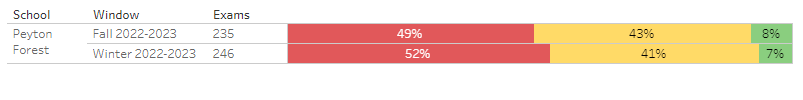 School Window Exams
Peyton Fall 2022-2023 235 49% 43% 8%
Forest
Winter 2022-2023 246 52% 41% 7%